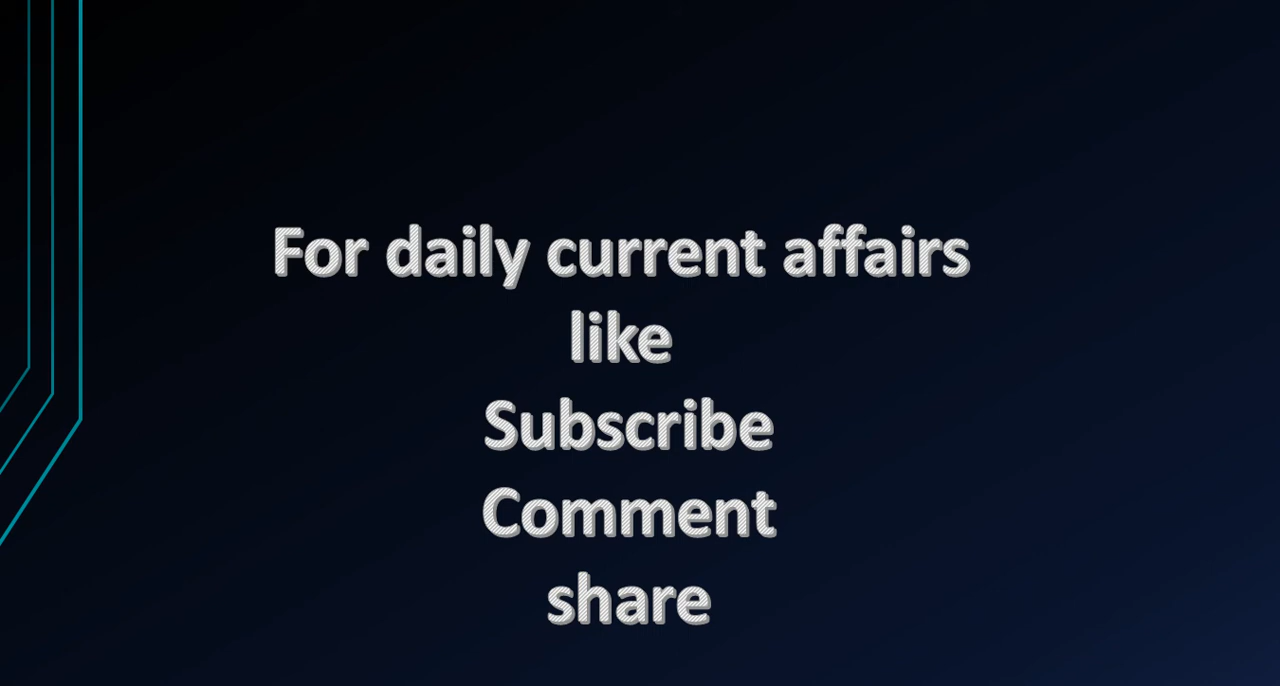 For daily current affairs
like
Subscribe
Comment
share